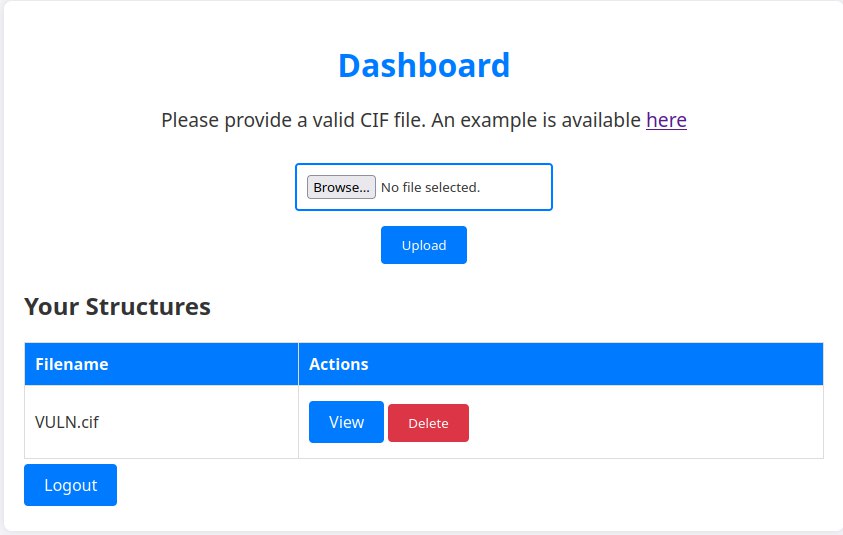 Dashboard
Please provide a valid CIF file. An example is available here
Browse... No file selected.
Upload
Your Structures
Filename Actions
VULN.cif View Delete
Logout